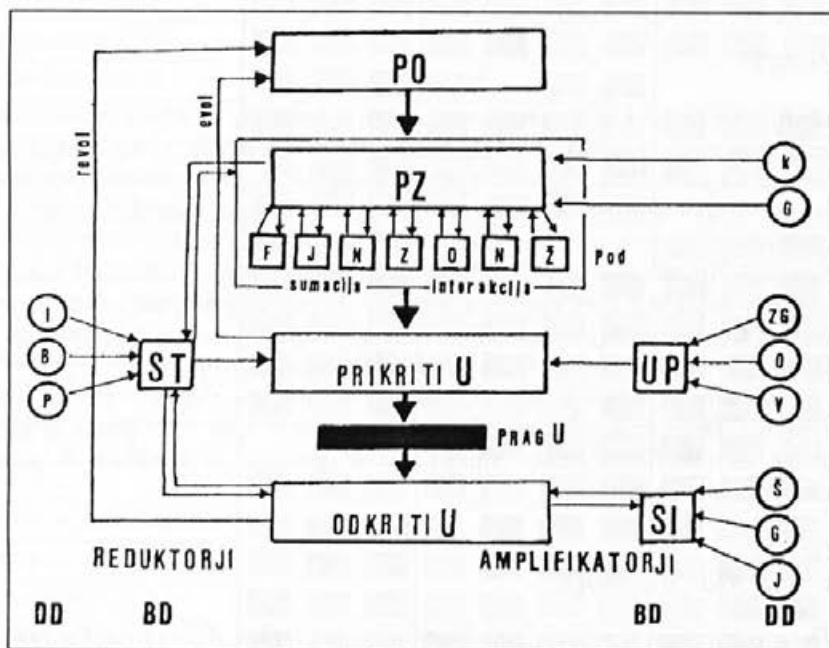 PO
revol
evol
PZ
k
G
F J N Z O N Ž
Pod
sumacija interakcija
I
B
P
ST
PRIKRITI U
UP
ZG
O
V
PRAG U
ODKRITI U
SI
Š
G
J
REDUKTORJI
AMPLIFIKATORJI
DD BD BD DD